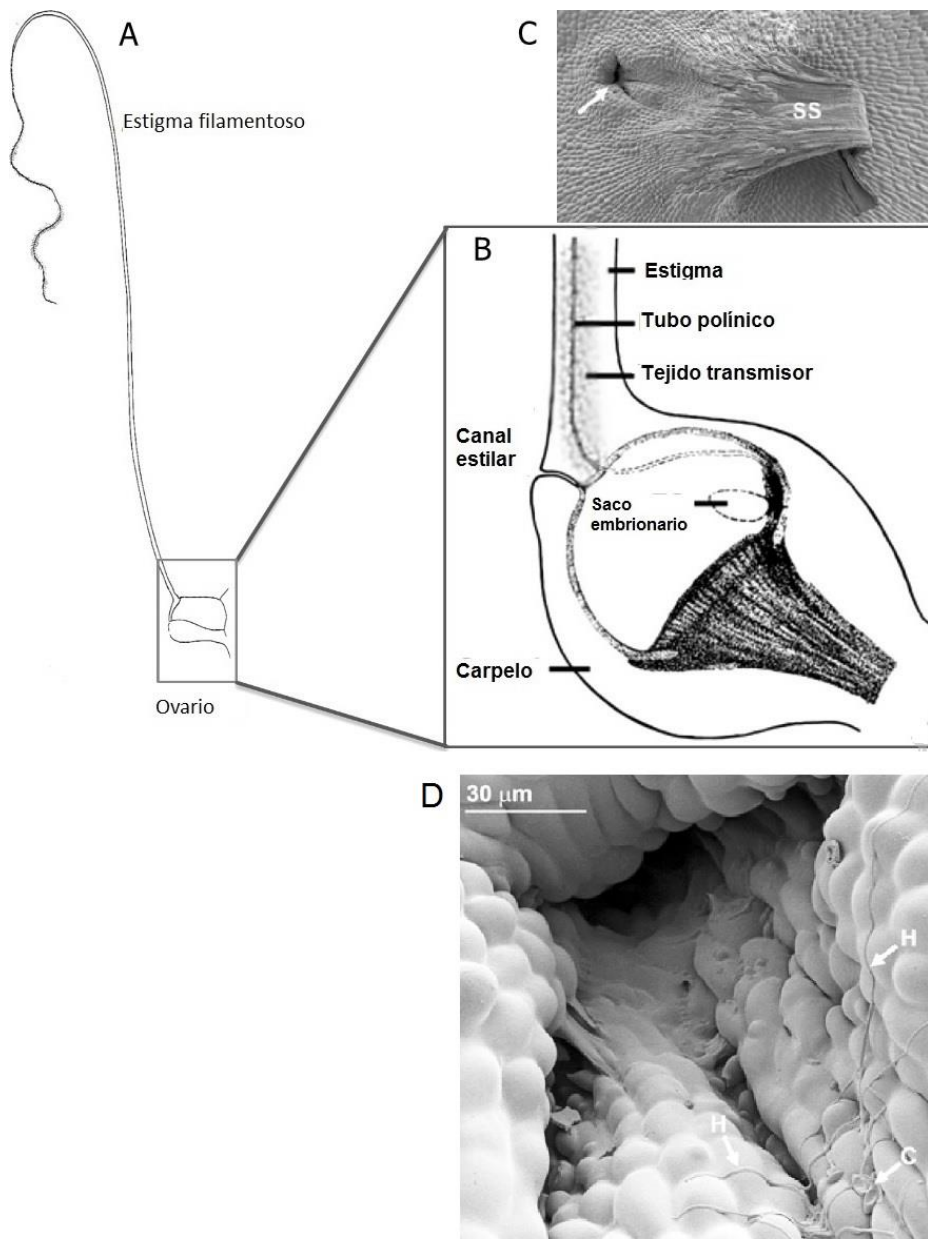 A
Estigma filamentoso
Ovario
C
SS
B
Estigma
Tubo polínico
Tejido transmisor
Canal
estilar
Saco
embrionario
Carpelo
D
30 μm
H
H
C